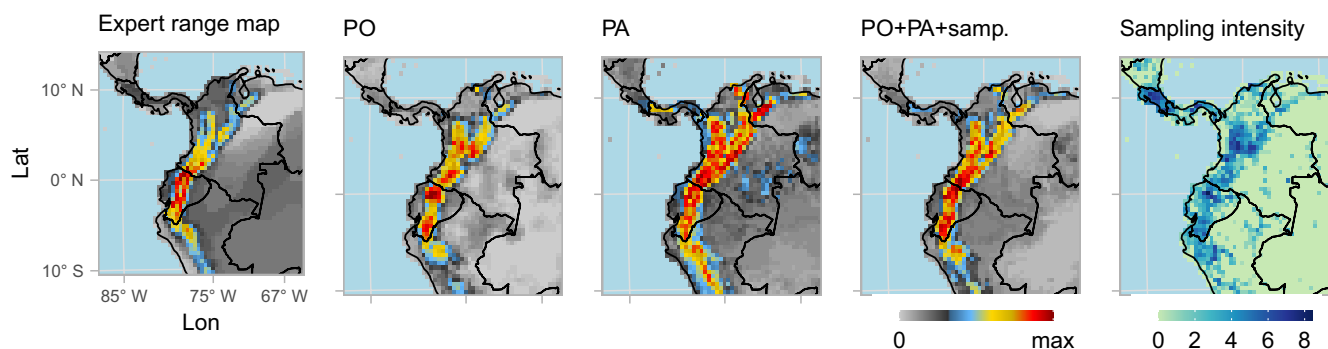 Expert range map
PO
PA
PO+PA+samp.
Sampling intensity
10° N
0° N
10° S
Lat
85° W
75° W
67° W
Lon
0
max
0
2
4
6
8